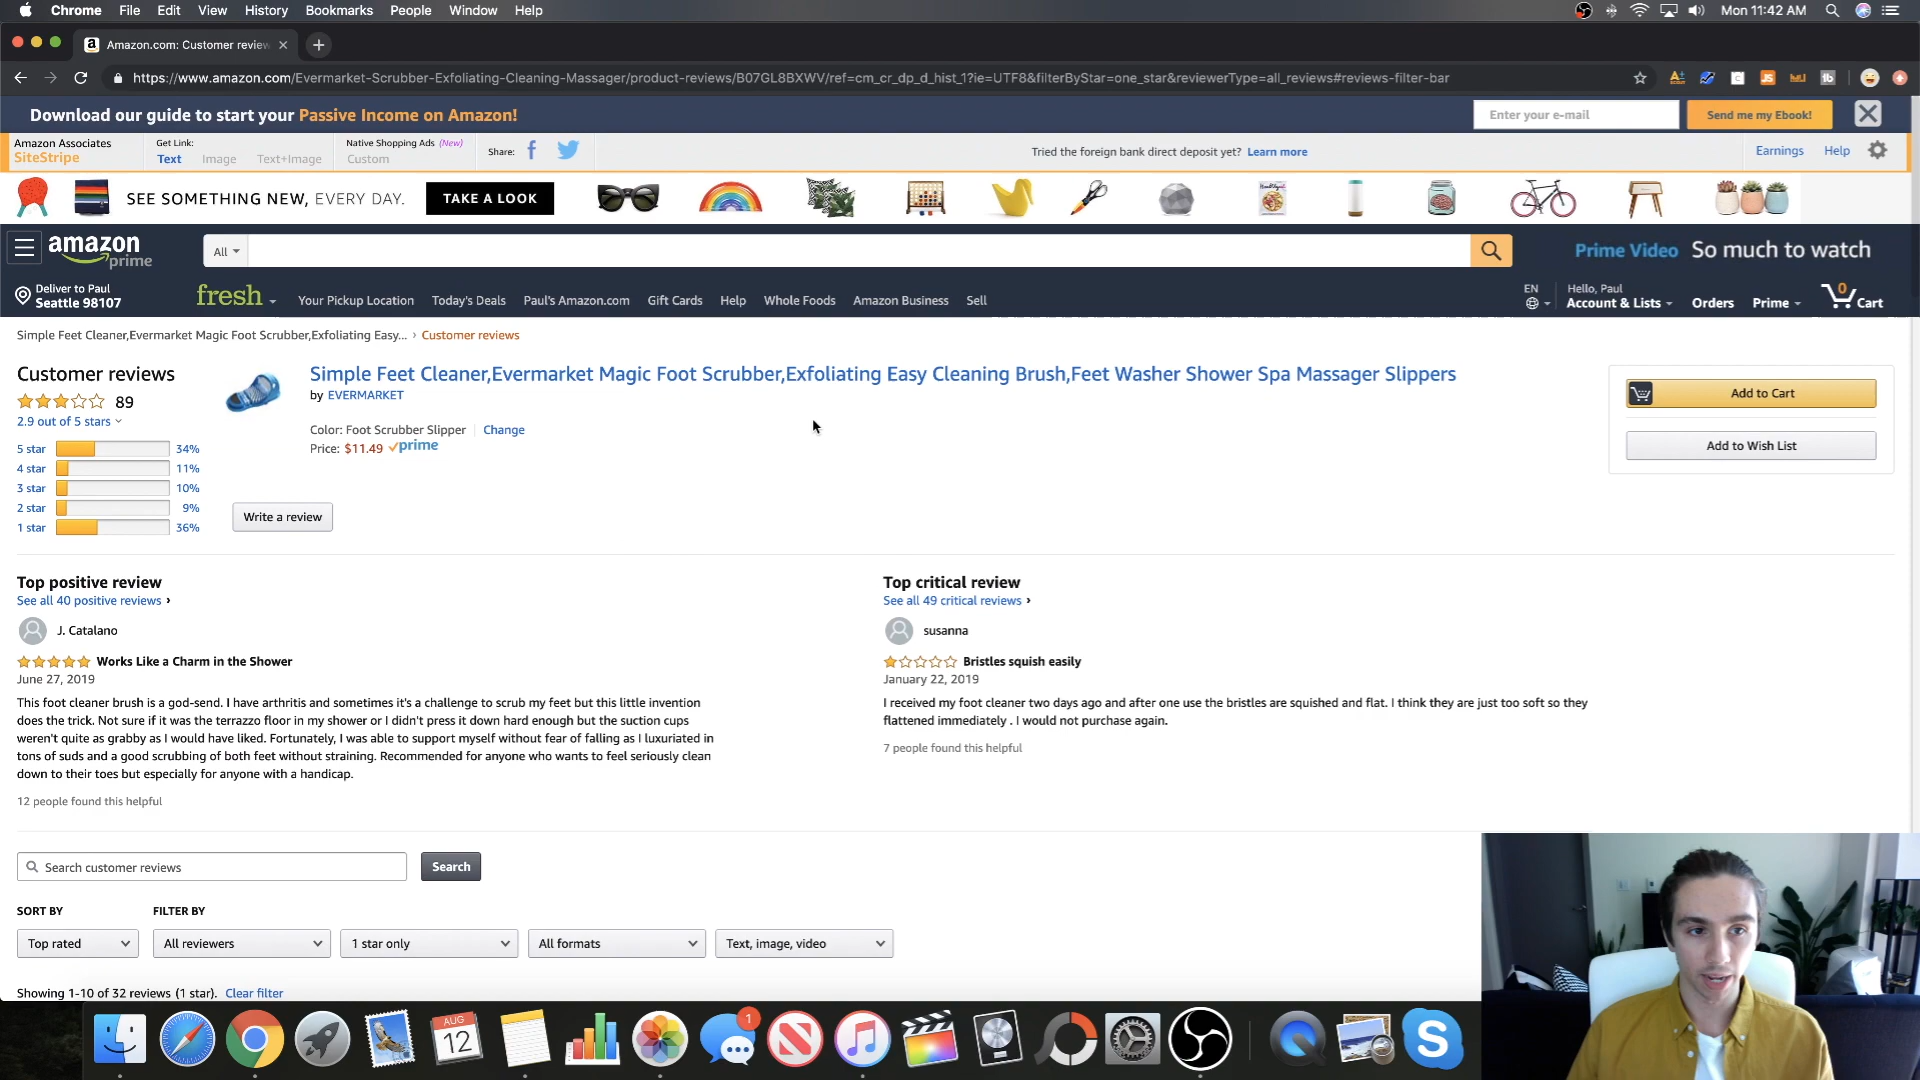 Chrome File Edit View History Bookmarks People Window Help
Mon 11:42 AM
Amazon.com: Customer review
https://www.amazon.com/Evermarket-Scrubber-Exfoliating-Cleaning-Massager/product-reviews/B07GL8BXWV/ref=cm_cr_dp_d_hist_1?ie=UTF8&filterByStar=one_star&reviewerType=all_reviews#reviews-filter-bar
Download our guide to start your Passive Income on Amazon!
Enter your e-mail
Send me my Ebook!
Amazon Associates
SiteStripe
Get Link:
Text Image Text+Image
Native Shopping Ads (New)
Custom
Share:
Tried the foreign bank direct deposit yet? Learn more
Earnings Help
SEE SOMETHING NEW, EVERY DAY.
TAKE A LOOK
amazon
prime
All
Prime Video So much to watch
Deliver to Paul
Seattle 98107
fresh
Your Pickup Location Today's Deals Paul's Amazon.com Gift Cards Help Whole Foods Amazon Business Sell
EN
Hello, Paul
Account & Lists
Orders
Prime
0
Cart
Simple Feet Cleaner,Evermarket Magic Foot Scrubber,Exfoliating Easy... › Customer reviews
Customer reviews
89
2.9 out of 5 stars
5 star 34%
4 star 11%
3 star 10%
2 star 9%
1 star 36%
Simple Feet Cleaner,Evermarket Magic Foot Scrubber,Exfoliating Easy Cleaning Brush,Feet Washer Shower Spa Massager Slippers
by EVERMARKET
Color: Foot Scrubber Slipper Change
Price: $11.49 prime
Write a review
Add to Cart
Add to Wish List
Top positive review
See all 40 positive reviews ›
J. Catalano
Works Like a Charm in the Shower
June 27, 2019
This foot cleaner brush is a god-send. I have arthritis and sometimes it's a challenge to scrub my feet but this little invention
does the trick. Not sure if it was the terrazzo floor in my shower or I didn't press it down hard enough but the suction cups
weren't quite as grabby as I would have liked. Fortunately, I was able to support myself without fear of falling as I luxuriated in
tons of suds and a good scrubbing of both feet without straining. Recommended for anyone who wants to feel seriously clean
down to their toes but especially for anyone with a handicap.
12 people found this helpful
Top critical review
See all 49 critical reviews ›
susanna
Bristles squish easily
January 22, 2019
I received my foot cleaner two days ago and after one use the bristles are squished and flat. I think they are just too soft so they
flattened immediately . I would not purchase again.
7 people found this helpful
Search customer reviews
Search
SORT BY
FILTER BY
Top rated
All reviewers
1 star only
All formats
Text, image, video
Showing 1-10 of 32 reviews (1 star). Clear filter
AUG
12
1